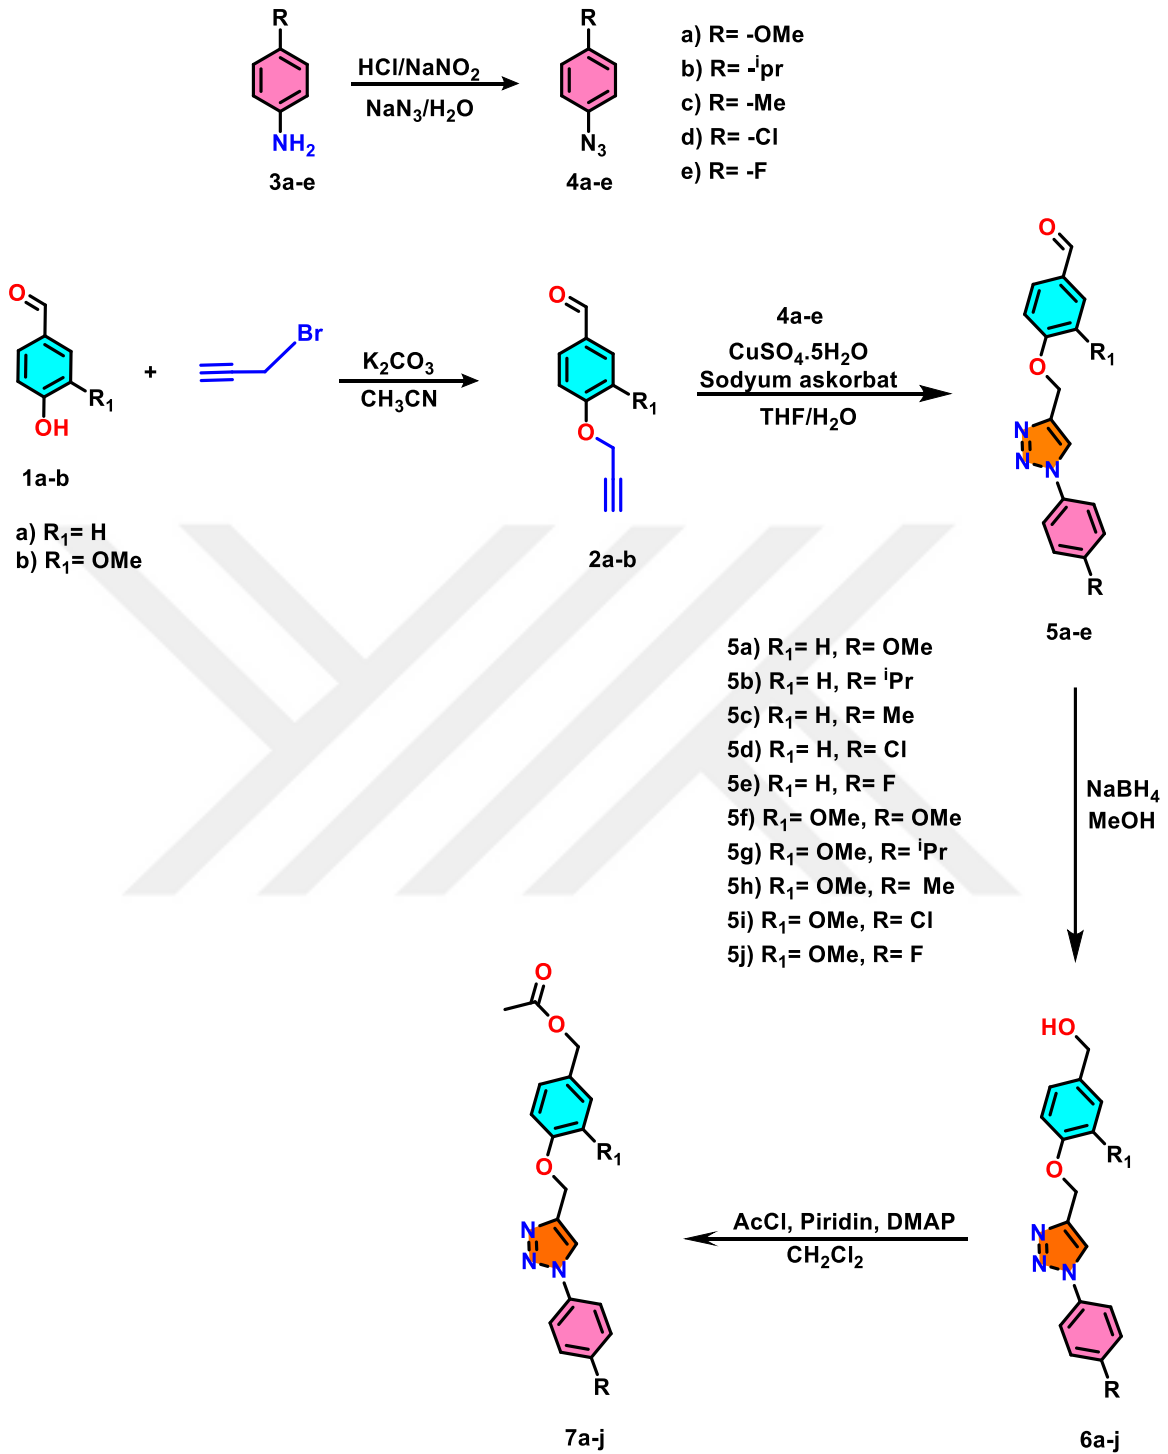 R
HCl/NaNO2
NaN3/H2O
NH2
3a-e
R
N3
4a-e
a) R= -OMe
b) R= -ipr
c) R= -Me
d) R= -Cl
e) R= -F
O
R1
OH
1a-b
a) R1= H
b) R1= OMe
+
Br
K2CO3
CH3CN
O
R1
O
2a-b
4a-e
CuSO4.5H2O
Sodyum askorbat
THF/H2O
O
R1
O
N
N
N
R
5a-e
5a) R1= H, R= OMe
5b) R1= H, R= iPr
5c) R1= H, R= Me
5d) R1= H, R= Cl
5e) R1= H, R= F
5f) R1= OMe, R= OMe
5g) R1= OMe, R= iPr
5h) R1= OMe, R= Me
5i) R1= OMe, R= Cl
5j) R1= OMe, R= F
NaBH4
MeOH
HO
R1
O
N
N
N
R
6a-j
AcCl, Piridin, DMAP
CH2Cl2
O
O
R1
O
N
N
N
R
7a-j